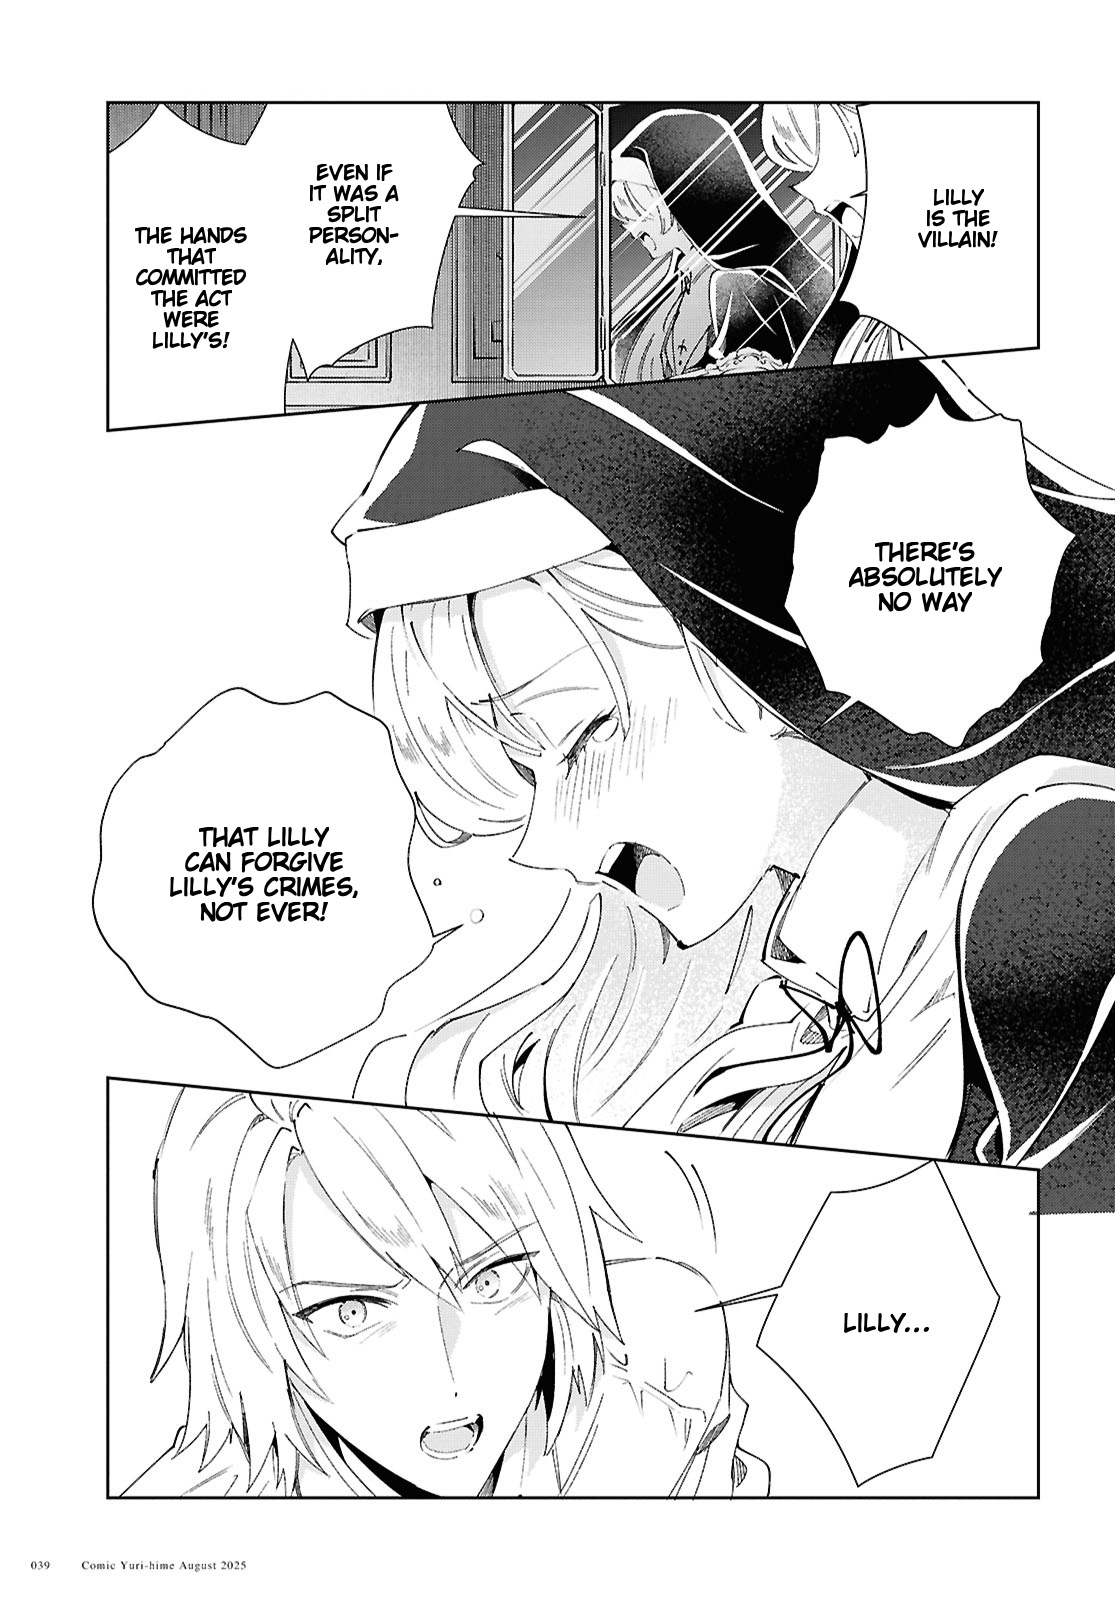 LILLY
IS THE
VILLAIN!
EVEN IF
IT WAS A
SPLIT
PERSON-
ALITY,
THE HANDS
THAT
COMMITTED
THE ACT
WERE
LILLY'S!
THERE'S
ABSOLUTELY
NO WAY
THAT LILLY
CAN FORGIVE
LILLY'S CRIMES,
NOT EVER!
LILLY...
039 Comic Yuri-hime August 2025